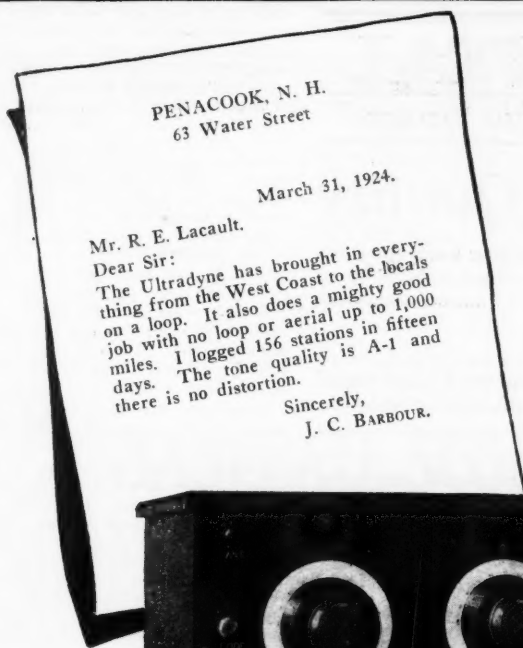 PENACOOK, N. H.
63 Water Street
March 31, 1924.
Mr. R. E. Lacault.
Dear Sir:
The Ultradyne has brought in every-
thing from the West Coast to the locals
on a loop. It also does a mighty good
job with no loop or aerial up to 1,000
miles. I logged 156 stations in fifteen
days. The tone quality is A-1 and
there is no distortion.
Sincerely,
J. C. BARBOUR.